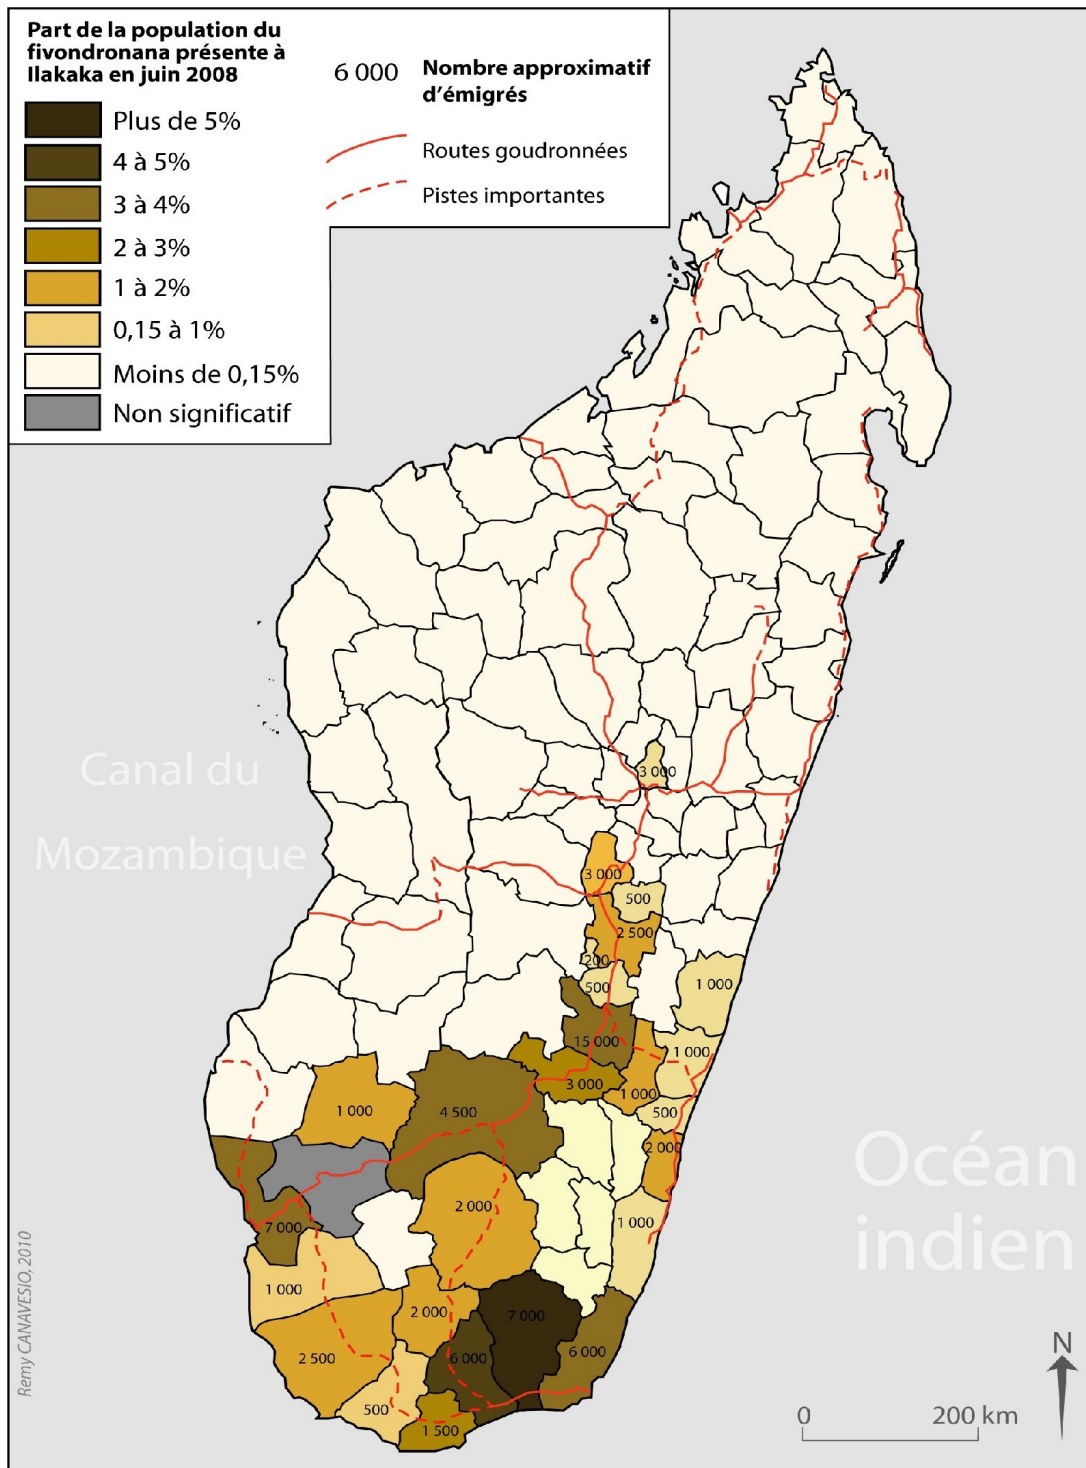 Part de la population du
fivondronana présente à
Ilakaka en juin 2008
Plus de 5%
4 à 5%
3 à 4%
2 à 3%
1 à 2%
0,15 à 1%
Moins de 0,15%
Non significatif
6 000 Nombre approximatif
d'émigrés
Routes goudronnées
Pistes importantes
Canal du
Mozambique
3 000
3 000
500
2 500
200
500
1 000
15 000
1 000
3 000
1 000
500
2 000
1 000
4 500
1 000
7 000
2 000
1 000
2 000
7 000
6 000
6 000
2 500
500
1 500
Océan
indien
Remy CANAVESIO, 2010
N
0 200 km